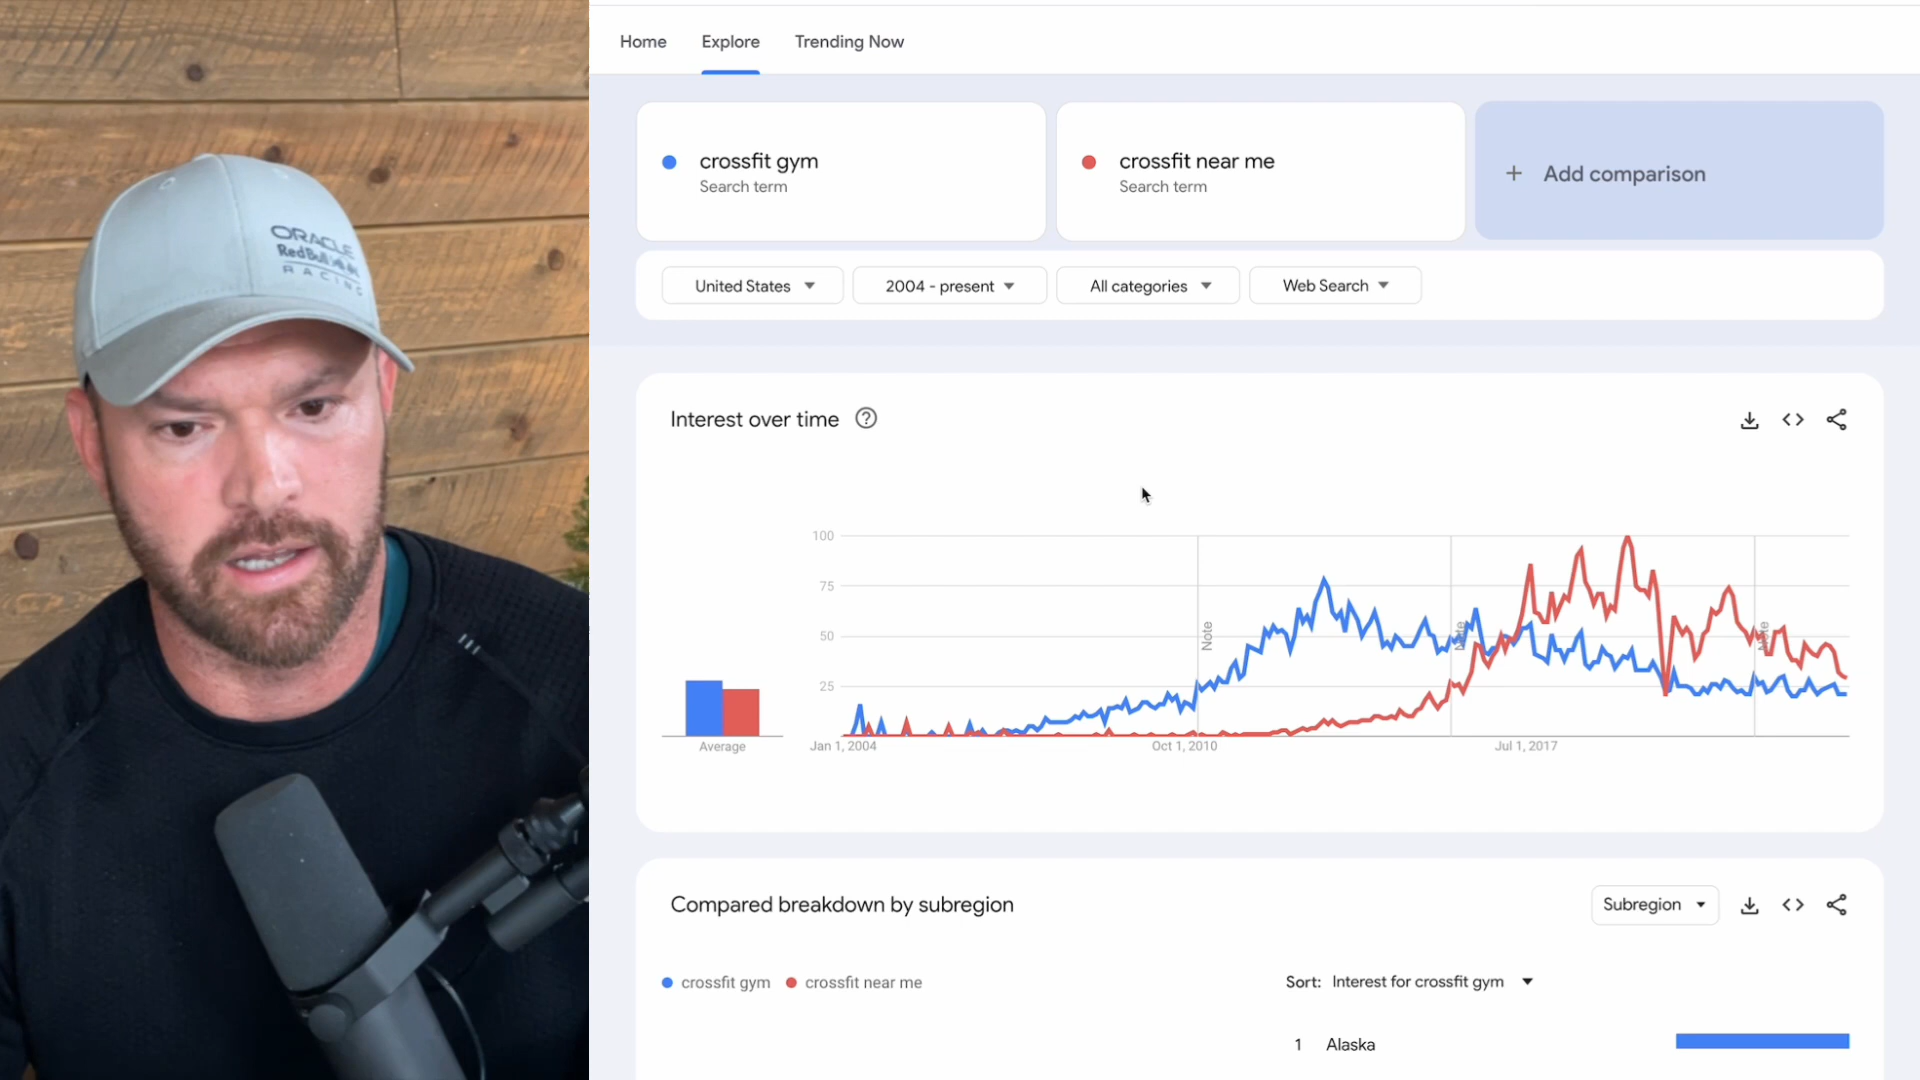 Home Explore Trending Now
crossfit gym
Search term
crossfit near me
Search term
+ Add comparison
United States
2004 - present
All categories
Web Search
Interest over time
100
75
50
25
Note
Note
Note
Average
Jan 1, 2004
Oct 1, 2010
Jul 1, 2017
Compared breakdown by subregion
Subregion
crossfit gym crossfit near me
Sort: Interest for crossfit gym
1 Alaska
ORACLE
Red Bull
RACING